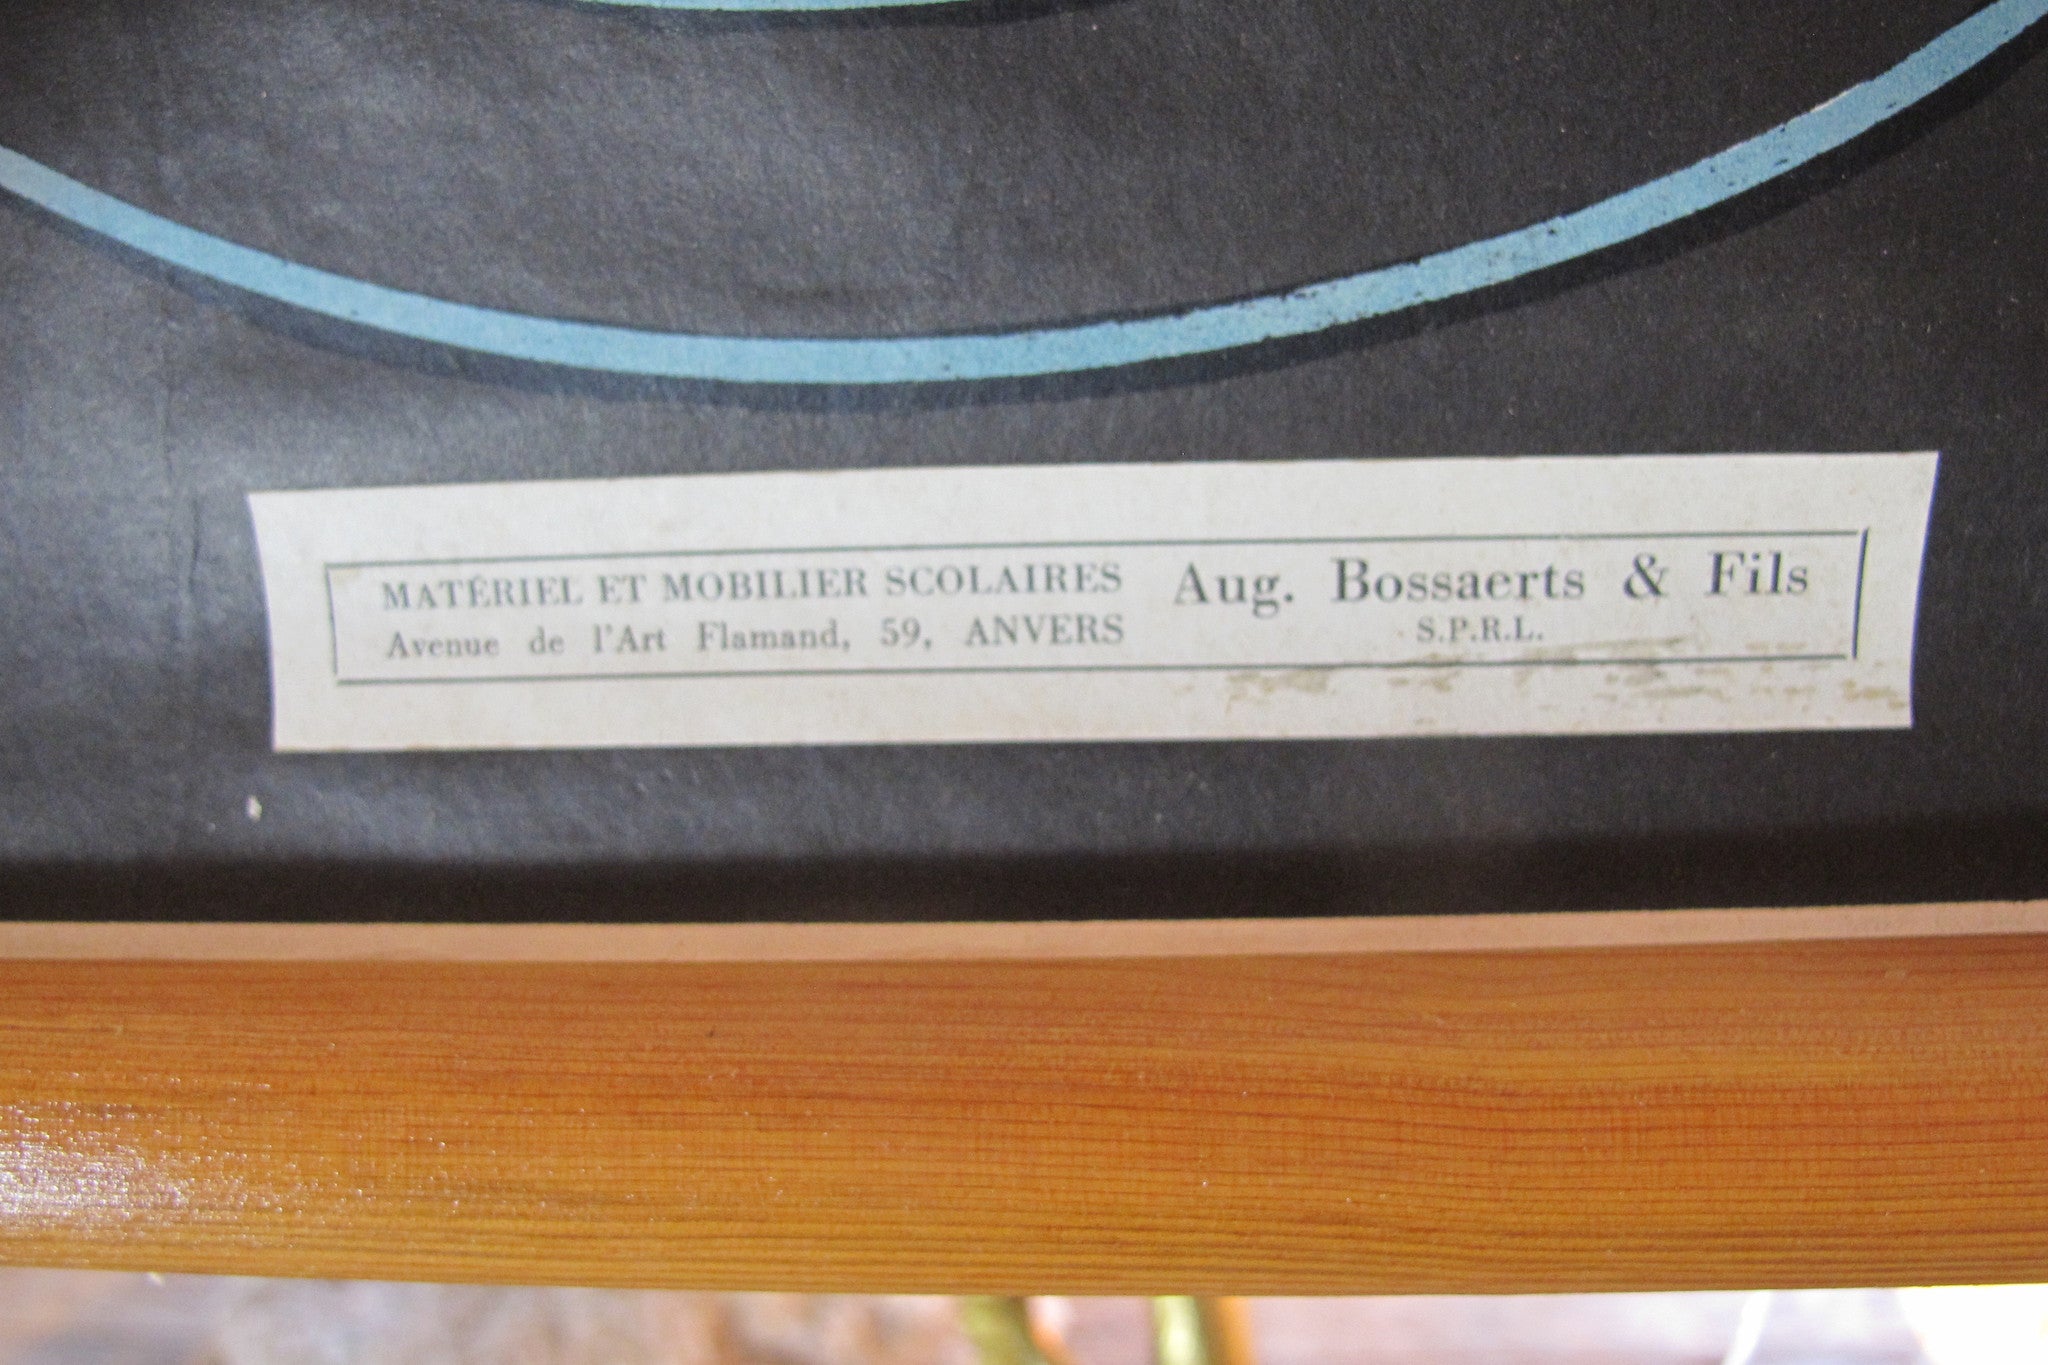 MATÉRIEL ET MOBILIER SCOLAIRES
Avenue de l'Art Flamand, 59, ANVERS
Aug. Bossaerts & Fils
S.P.R.L.